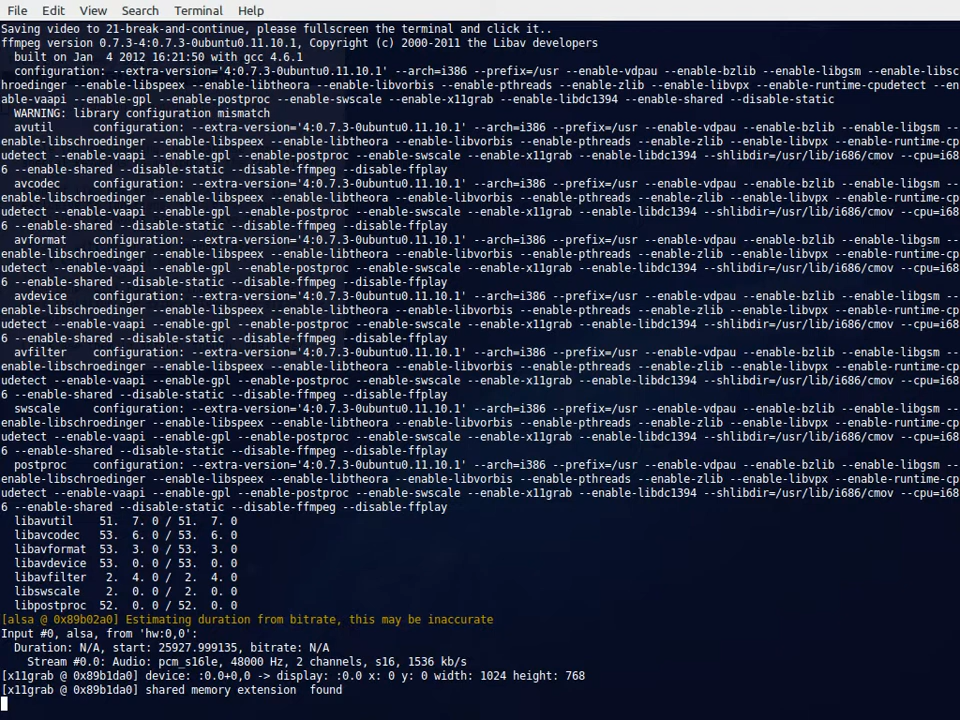 File Edit View Search Terminal Help
Saving video to 21-break-and-continue, please fullscreen the terminal and click it..
ffmpeg version 0.7.3-4:0.7.3-0ubuntu0.11.10.1, Copyright (c) 2000-2011 the Libav developers
  built on Jan  4 2012 16:21:50 with gcc 4.6.1
  configuration: --extra-version='4:0.7.3-0ubuntu0.11.10.1' --arch=i386 --prefix=/usr --enable-vdpau --enable-bzlib --enable-libgsm --enable-libsc
hroedinger --enable-libspeex --enable-libtheora --enable-libvorbis --enable-pthreads --enable-zlib --enable-libvpx --enable-runtime-cpudetect --en
able-vaapi --enable-gpl --enable-postproc --enable-swscale --enable-x11grab --enable-libdc1394 --enable-shared --disable-static
  WARNING: library configuration mismatch
  avutil      configuration: --extra-version='4:0.7.3-0ubuntu0.11.10.1' --arch=i386 --prefix=/usr --enable-vdpau --enable-bzlib --enable-libgsm --
enable-libschroedinger --enable-libspeex --enable-libtheora --enable-libvorbis --enable-pthreads --enable-zlib --enable-libvpx --enable-runtime-cp
udetect --enable-vaapi --enable-gpl --enable-postproc --enable-swscale --enable-x11grab --enable-libdc1394 --shlibdir=/usr/lib/i686/cmov --cpu=i68
6 --enable-shared --disable-static --disable-ffmpeg --disable-ffplay
  avcodec     configuration: --extra-version='4:0.7.3-0ubuntu0.11.10.1' --arch=i386 --prefix=/usr --enable-vdpau --enable-bzlib --enable-libgsm --
enable-libschroedinger --enable-libspeex --enable-libtheora --enable-libvorbis --enable-pthreads --enable-zlib --enable-libvpx --enable-runtime-cp
udetect --enable-vaapi --enable-gpl --enable-postproc --enable-swscale --enable-x11grab --enable-libdc1394 --shlibdir=/usr/lib/i686/cmov --cpu=i68
6 --enable-shared --disable-static --disable-ffmpeg --disable-ffplay
  avformat    configuration: --extra-version='4:0.7.3-0ubuntu0.11.10.1' --arch=i386 --prefix=/usr --enable-vdpau --enable-bzlib --enable-libgsm --
enable-libschroedinger --enable-libspeex --enable-libtheora --enable-libvorbis --enable-pthreads --enable-zlib --enable-libvpx --enable-runtime-cp
udetect --enable-vaapi --enable-gpl --enable-postproc --enable-swscale --enable-x11grab --enable-libdc1394 --shlibdir=/usr/lib/i686/cmov --cpu=i68
6 --enable-shared --disable-static --disable-ffmpeg --disable-ffplay
  avdevice    configuration: --extra-version='4:0.7.3-0ubuntu0.11.10.1' --arch=i386 --prefix=/usr --enable-vdpau --enable-bzlib --enable-libgsm --
enable-libschroedinger --enable-libspeex --enable-libtheora --enable-libvorbis --enable-pthreads --enable-zlib --enable-libvpx --enable-runtime-cp
udetect --enable-vaapi --enable-gpl --enable-postproc --enable-swscale --enable-x11grab --enable-libdc1394 --shlibdir=/usr/lib/i686/cmov --cpu=i68
6 --enable-shared --disable-static --disable-ffmpeg --disable-ffplay
  avfilter    configuration: --extra-version='4:0.7.3-0ubuntu0.11.10.1' --arch=i386 --prefix=/usr --enable-vdpau --enable-bzlib --enable-libgsm --
enable-libschroedinger --enable-libspeex --enable-libtheora --enable-libvorbis --enable-pthreads --enable-zlib --enable-libvpx --enable-runtime-cp
udetect --enable-vaapi --enable-gpl --enable-postproc --enable-swscale --enable-x11grab --enable-libdc1394 --shlibdir=/usr/lib/i686/cmov --cpu=i68
6 --enable-shared --disable-static --disable-ffmpeg --disable-ffplay
  swscale     configuration: --extra-version='4:0.7.3-0ubuntu0.11.10.1' --arch=i386 --prefix=/usr --enable-vdpau --enable-bzlib --enable-libgsm --
enable-libschroedinger --enable-libspeex --enable-libtheora --enable-libvorbis --enable-pthreads --enable-zlib --enable-libvpx --enable-runtime-cp
udetect --enable-vaapi --enable-gpl --enable-postproc --enable-swscale --enable-x11grab --enable-libdc1394 --shlibdir=/usr/lib/i686/cmov --cpu=i68
6 --enable-shared --disable-static --disable-ffmpeg --disable-ffplay
  postproc    configuration: --extra-version='4:0.7.3-0ubuntu0.11.10.1' --arch=i386 --prefix=/usr --enable-vdpau --enable-bzlib --enable-libgsm --
enable-libschroedinger --enable-libspeex --enable-libtheora --enable-libvorbis --enable-pthreads --enable-zlib --enable-libvpx --enable-runtime-cp
udetect --enable-vaapi --enable-gpl --enable-postproc --enable-swscale --enable-x11grab --enable-libdc1394 --shlibdir=/usr/lib/i686/cmov --cpu=i68
6 --enable-shared --disable-static --disable-ffmpeg --disable-ffplay
  libavutil    51.  7. 0 / 51.  7. 0
  libavcodec   53.  6. 0 / 53.  6. 0
  libavformat  53.  3. 0 / 53.  3. 0
  libavdevice  53.  0. 0 / 53.  0. 0
  libavfilter   2.  4. 0 /  2.  4. 0
  libswscale    2.  0. 0 /  2.  0. 0
  libpostproc  52.  0. 0 / 52.  0. 0
[alsa @ 0x89b02a0] Estimating duration from bitrate, this may be inaccurate
Input #0, alsa, from 'hw:0,0':
  Duration: N/A, start: 25927.999135, bitrate: N/A
    Stream #0.0: Audio: pcm_s16le, 48000 Hz, 2 channels, s16, 1536 kb/s
[x11grab @ 0x89b1da0] device: :0.0+0,0 -> display: :0.0 x: 0 y: 0 width: 1024 height: 768
[x11grab @ 0x89b1da0] shared memory extension  found